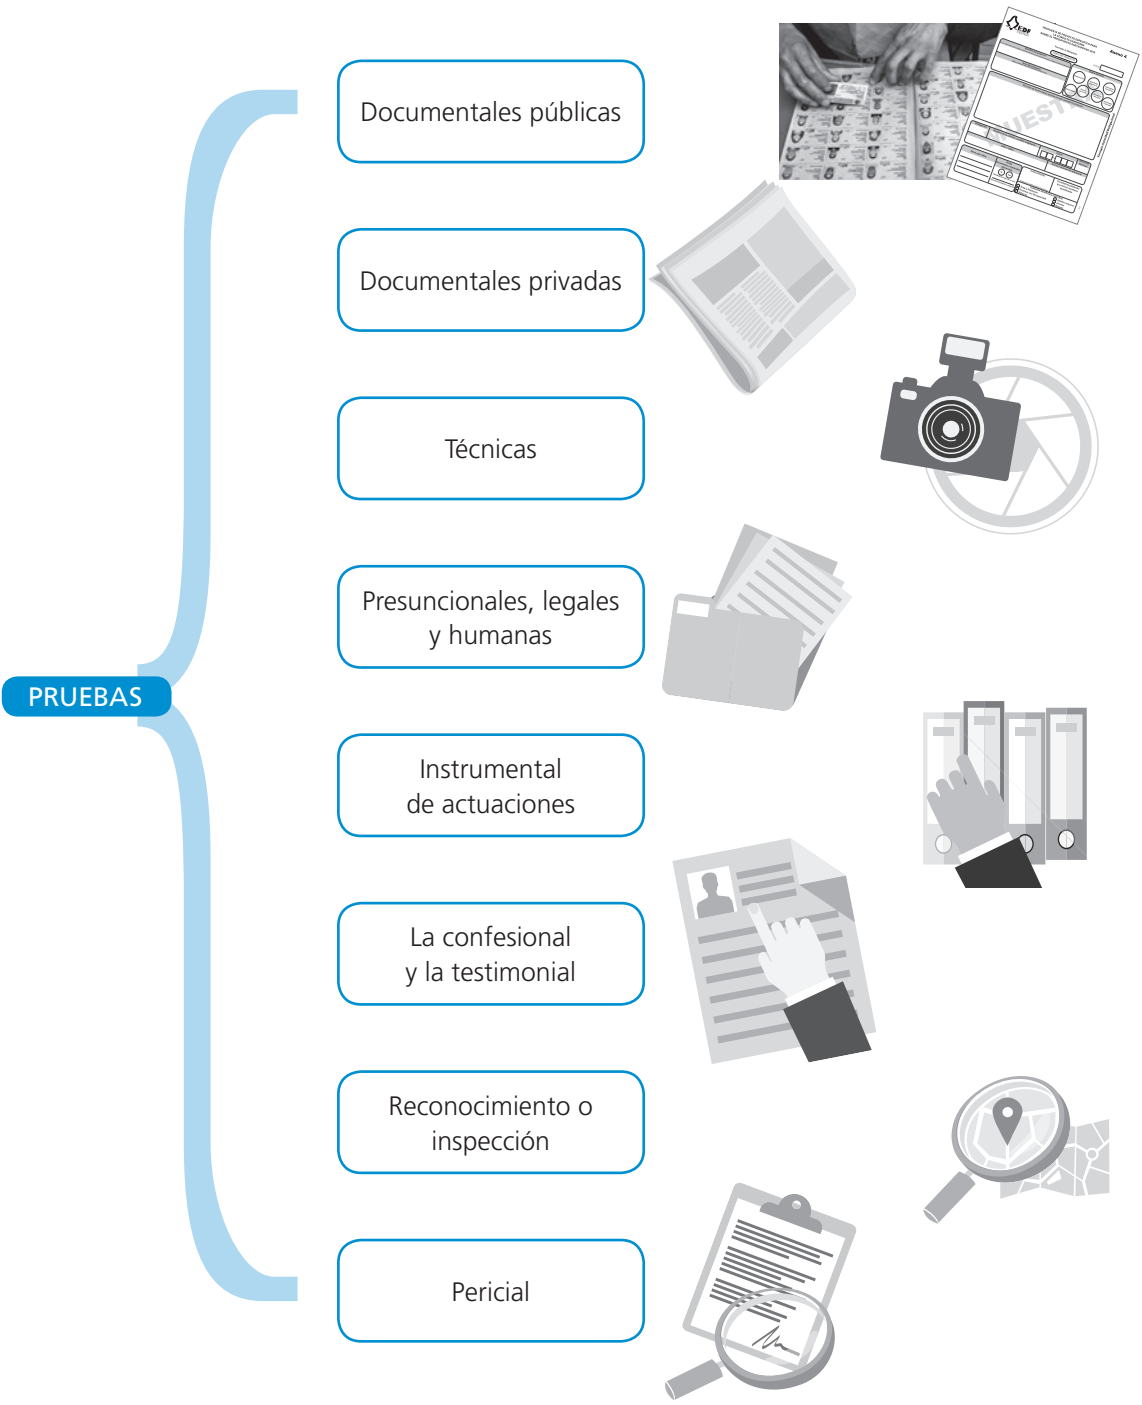 PRUEBAS
Documentales públicas
Documentales privadas
Técnicas
Presuncionales, legales
y humanas
Instrumental
de actuaciones
La confesional
y la testimonial
Reconocimiento o
inspección
Pericial